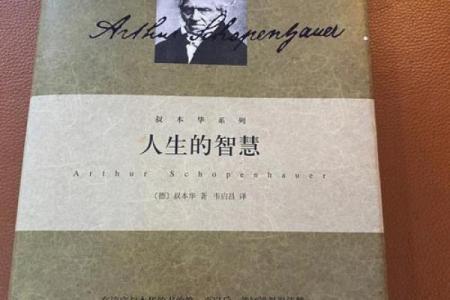 Arthur Schopenhauer
叔本华系列
人生的智慧
Arthur Schopenhauer
〔德〕叔本华 著 韦启昌 译